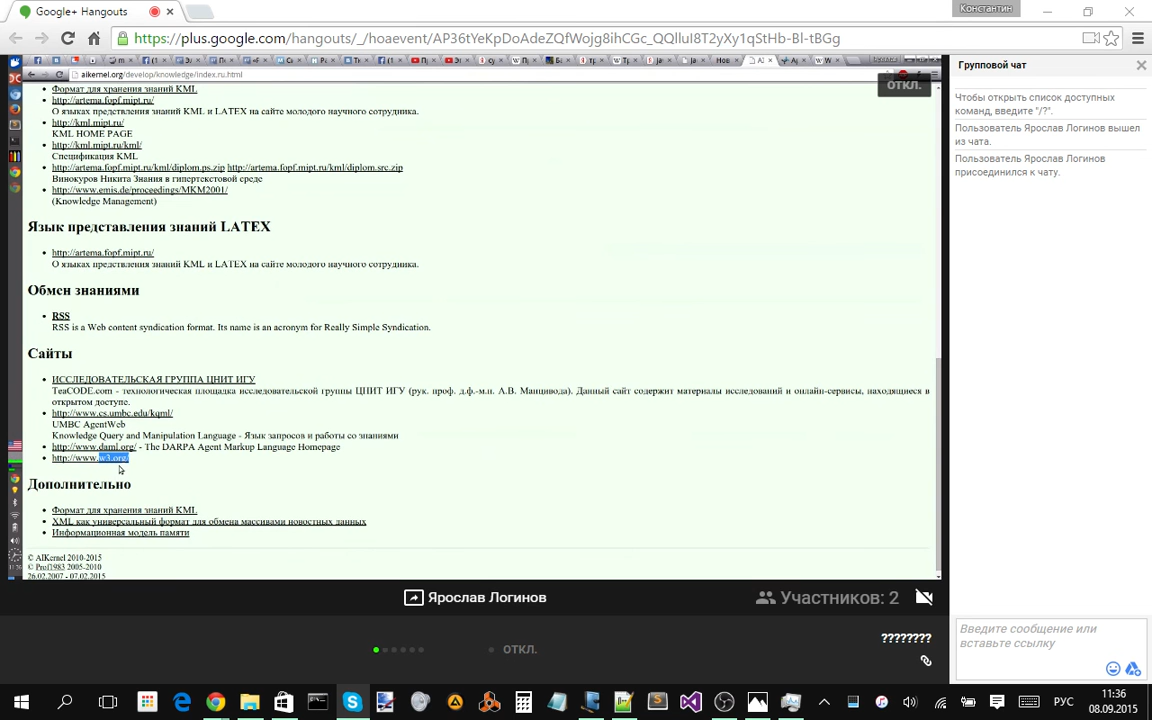 Google+ Hangouts
Константин
https://plus.google.com/hangouts/_/hoaevent/AP36tYeKpDoAdeZQfWojg8ihCGc_QQlluI8T2yXy1qStHb-BI-tBGg
aikernel.org/develop/knowledge/index.ru.html
ОТКЛ.
Формат для хранения знаний KML
http://artema.fopf.mipt.ru/
О языках предствления знаний KML и LATEX на сайте молодого научного сотрудника.
http://kml.mipt.ru/
KML HOME PAGE
http://kml.mipt.ru/kml/
Спецификация KML
http://artema.fopf.mipt.ru/kml/diplom.ps.zip http://artema.fopf.mipt.ru/kml/diplom.src.zip
Винокуров Никита Знания в гипертекстовой среде
http://www.emis.de/proceedings/MKM2001/
(Knowledge Management)
Язык представления знаний LATEX
http://artema.fopf.mipt.ru/
О языках предствления знаний KML и LATEX на сайте молодого научного сотрудника.
Обмен знаниями
RSS
RSS is a Web content syndication format. Its name is an acronym for Really Simple Syndication.
Сайты
ИССЛЕДОВАТЕЛЬСКАЯ ГРУППА ЦНИТ ИГУ
TeaCODE.com - технологическая площадка исследовательской группы ЦНИТ ИГУ (рук. проф. д.ф.-м.н. А.В. Манцивода). Данный сайт содержит материалы исследований и онлайн-сервисы, находящиеся в
открытом доступе.
http://www.cs.umbc.edu/kqml/
UMBC AgentWeb
Knowledge Query and Manipulation Language - Язык запросов и работы со знаниями
http://www.daml.org/ - The DARPA Agent Markup Language Homepage
http://www.w3.org/
Дополнительно
Формат для хранения знаний KML
XML как универсальный формат для обмена массивами новостных данных
Информационная модель памяти
© AIKernel 2010-2015
© Prof1983 2005-2010
26.02.2007 - 07.02.2015
Ярослав Логинов
Участников: 2
ОТКЛ.
????????
Групповой чат
Чтобы открыть список доступных
команд, введите "/?".
Пользователь Ярослав Логинов вышел
из чата.
Пользователь Ярослав Логинов
присоединился к чату.
Введите сообщение или
вставьте ссылку
РУС
11:36
08.09.2015